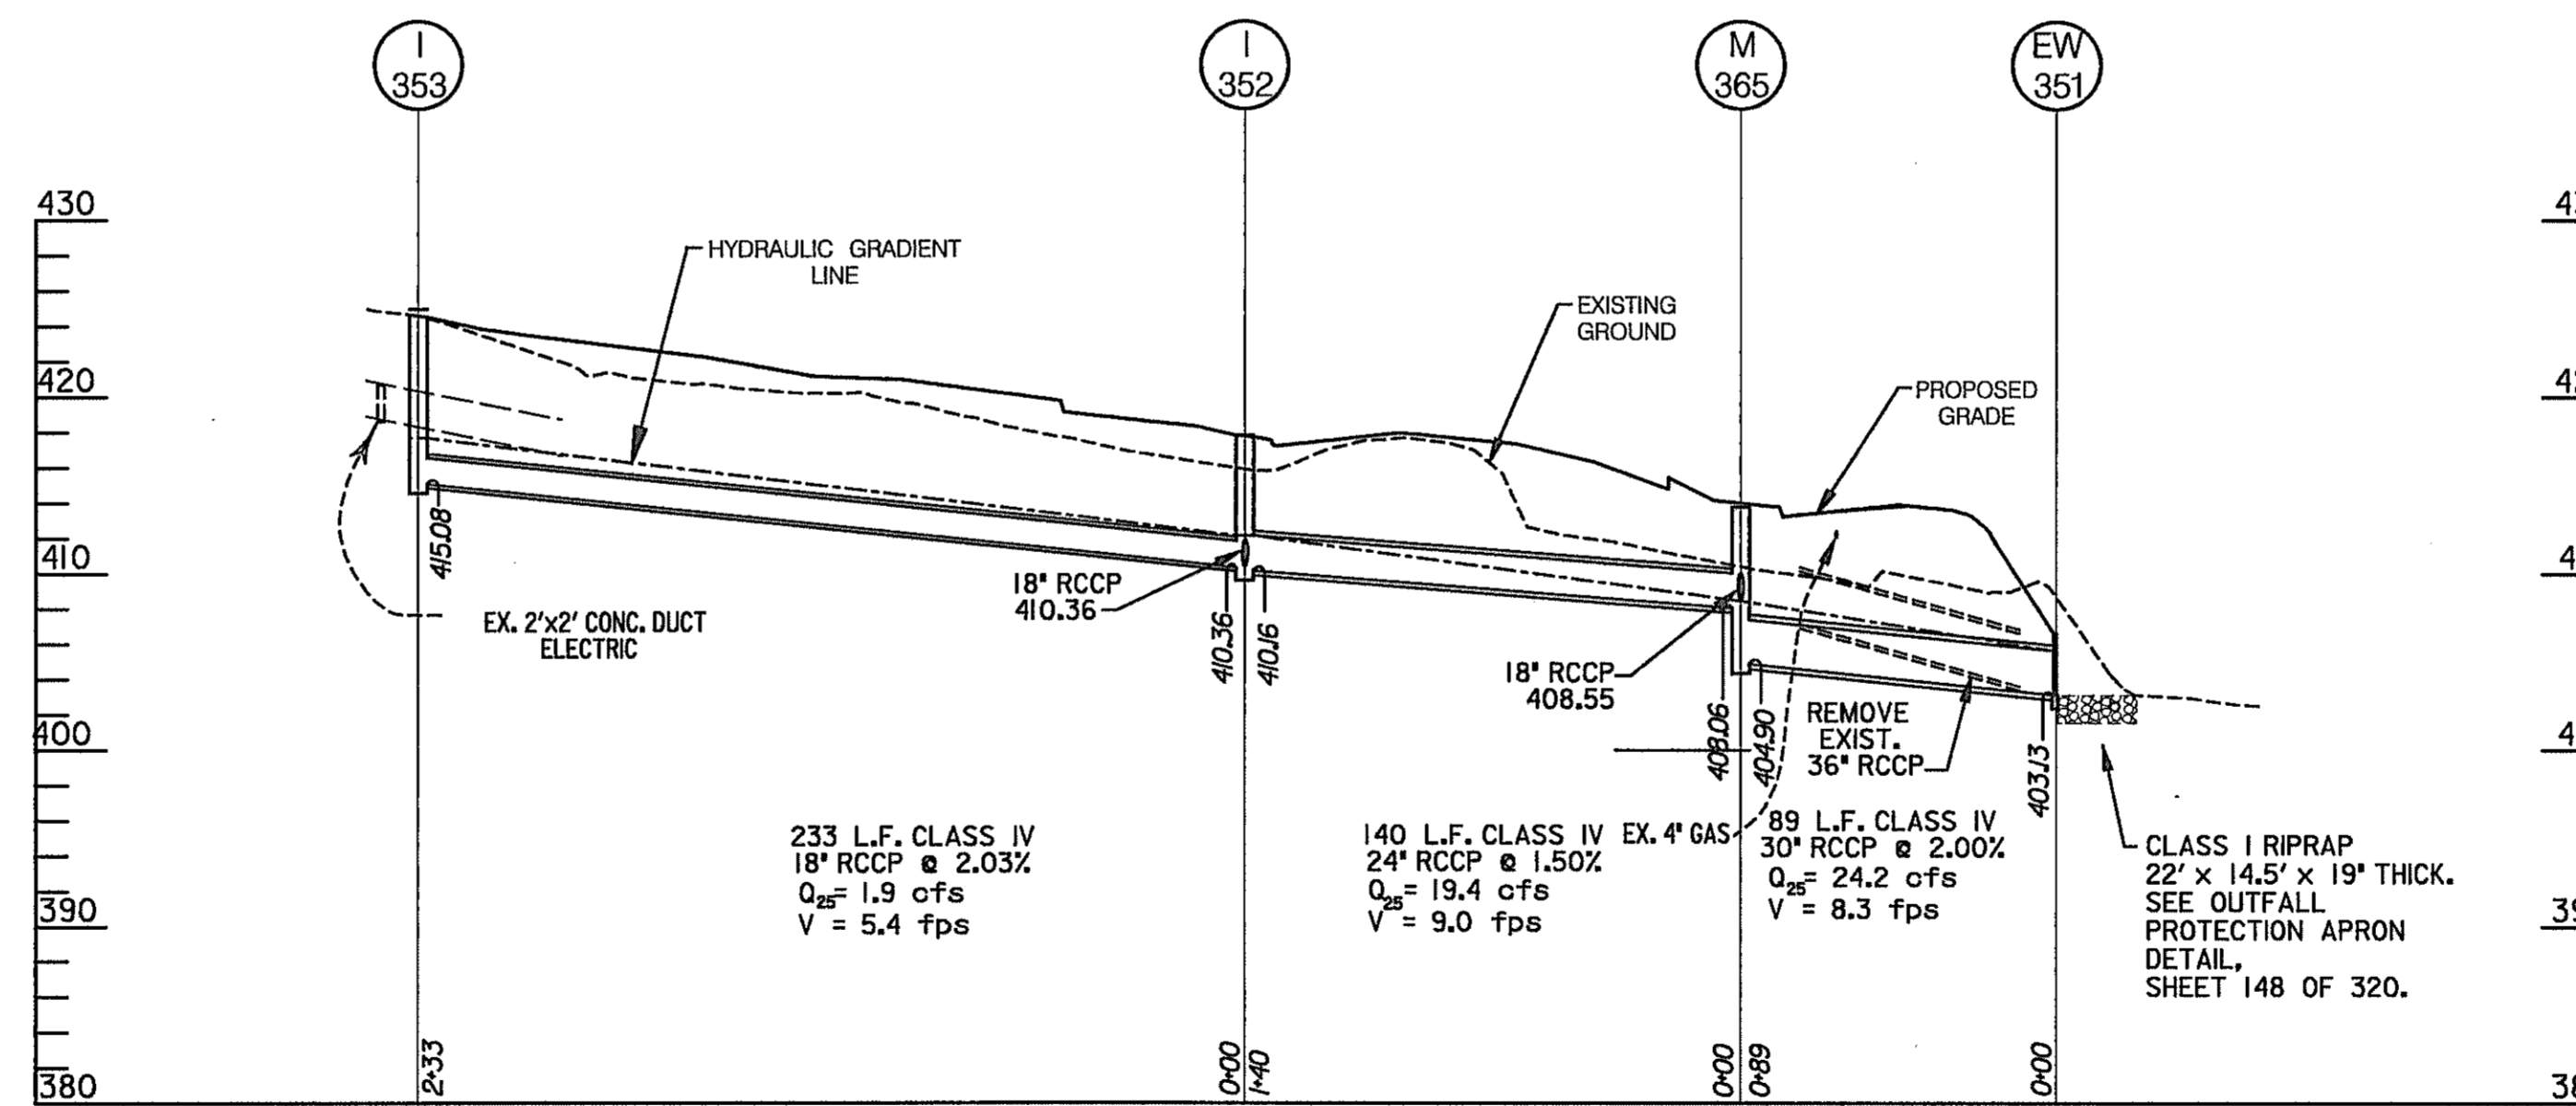 I
353
I
352
M
365
EW
351
430
HYDRAULIC GRADIENT
LINE
EXISTING
GROUND
420
PROPOSED
GRADE
410
415.08
18" RCCP
410.36
EX. 2'x2' CONC. DUCT
ELECTRIC
410.36
410.16
18" RCCP
408.55
408.06
404.90
REMOVE
EXIST.
36" RCCP
403.13
400
233 L.F. CLASS IV
18" RCCP @ 2.03%
Q25= 1.9 cfs
V = 5.4 fps
140 L.F. CLASS IV
24" RCCP @ 1.50%
Q25= 19.4 cfs
V = 9.0 fps
EX. 4" GAS
89 L.F. CLASS IV
30" RCCP @ 2.00%
Q25= 24.2 cfs
V = 8.3 fps
CLASS I RIPRAP
22' x 14.5' x 19" THICK.
SEE OUTFALL
PROTECTION APRON
DETAIL,
SHEET 148 OF 320.
390
380
2+33
0+00
1+40
0+00
0+89
0+00